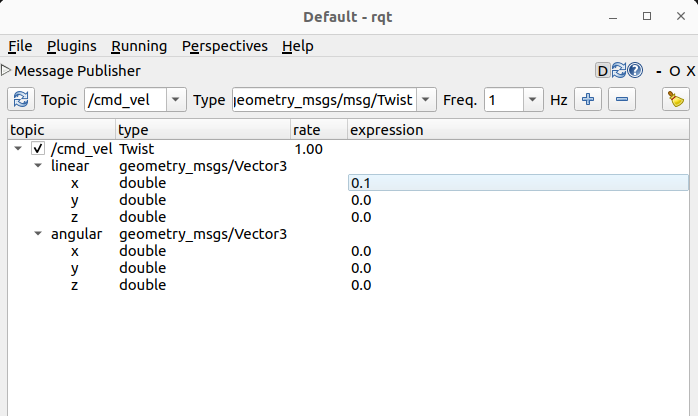 Default - rqt
File Plugins Running Perspectives Help
Message Publisher D - O X
Topic /cmd_vel Type geometry_msgs/msg/Twist Freq. 1 Hz
topic type rate expression
/cmd_vel Twist 1.00
linear geometry_msgs/Vector3
x double 0.1
y double 0.0
z double 0.0
angular geometry_msgs/Vector3
x double 0.0
y double 0.0
z double 0.0